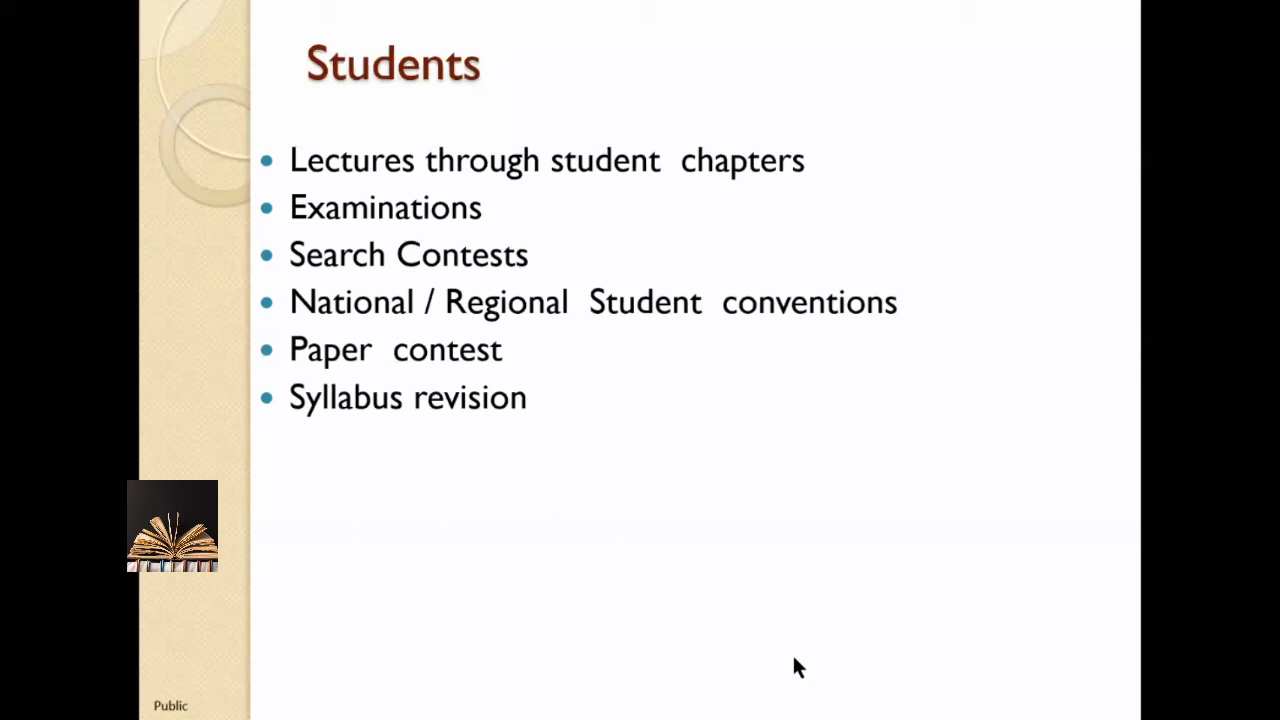 Students
• Lectures through student chapters
• Examinations
• Search Contests
• National / Regional Student conventions
• Paper contest
• Syllabus revision
Public